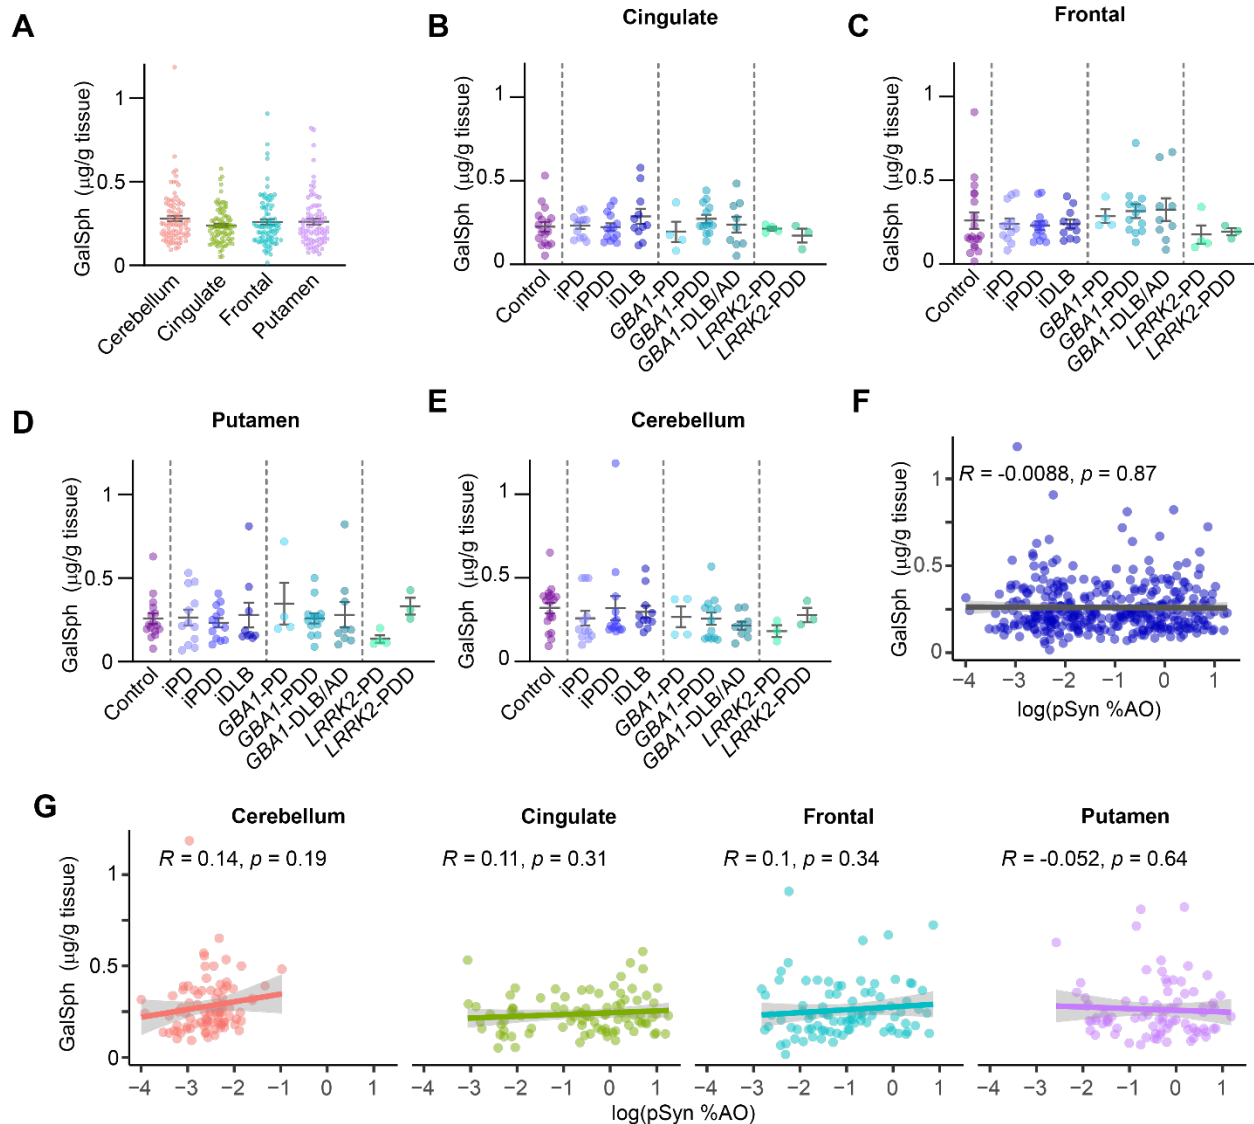 A
GalSph (µg/g tissue)
1
0.5
0
Cerebellum
Cingulate
Frontal
Putamen
B
Cingulate
GalSph (µg/g tissue)
1
0.5
0
Control
iPD
iPDD
iDLB
GBA1-PD
GBA1-PDD
GBA1-DLB/AD
LRRK2-PD
LRRK2-PDD
C
Frontal
GalSph (µg/g tissue)
1
0.5
0
Control
iPD
iPDD
iDLB
GBA1-PD
GBA1-PDD
GBA1-DLB/AD
LRRK2-PD
LRRK2-PDD
D
Putamen
GalSph (µg/g tissue)
1
0.5
0
Control
iPD
iPDD
iDLB
GBA1-PD
GBA1-PDD
GBA1-DLB/AD
LRRK2-PD
LRRK2-PDD
E
Cerebellum
GalSph (µg/g tissue)
1
0.5
0
Control
iPD
iPDD
iDLB
GBA1-PD
GBA1-PDD
GBA1-DLB/AD
LRRK2-PD
LRRK2-PDD
F
GalSph (µg/g tissue)
R = -0.0088, p = 0.87
1
0.5
0
−4 −3 −2 −1 0 1
log(pSyn %AO)
G
GalSph (µg/g tissue)
1
0.5
0
Cerebellum
R = 0.14, p = 0.19
−4 −3 −2 −1 0 1
Cingulate
R = 0.11, p = 0.31
−4 −3 −2 −1 0 1
Frontal
R = 0.1, p = 0.34
−4 −3 −2 −1 0 1
Putamen
R = -0.052, p = 0.64
−4 −3 −2 −1 0 1
log(pSyn %AO)